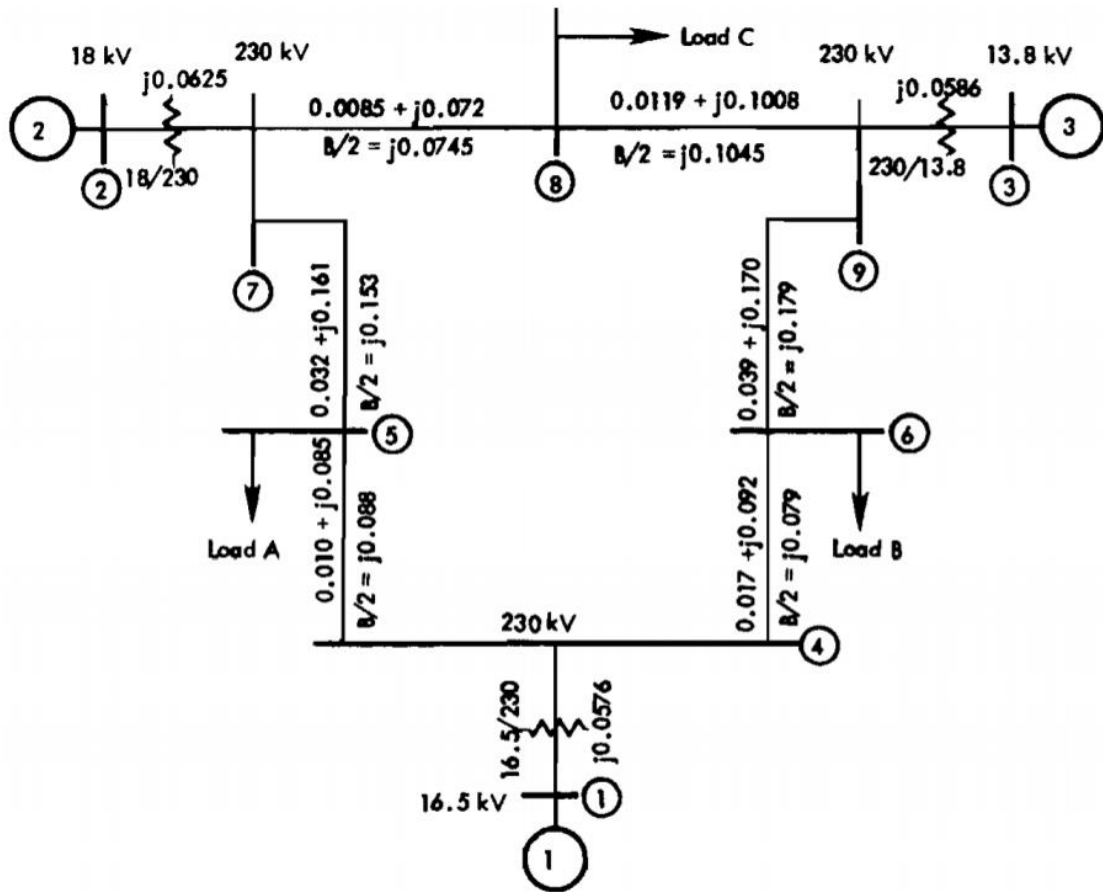 18 kV
j0.0625
230 kV
Load C
230 kV
j0.0586
13.8 kV
2
0.0085 + j0.072
0.0119 + j0.1008
3
B/2 = j0.0745
B/2 = j0.1045
18/230
230/13.8
2
8
3
7
9
0.032 + j0.161
B/2 = j0.153
0.039 + j0.170
B/2 = j0.179
5
6
Load A
0.010 + j0.085
B/2 = j0.088
0.017 + j0.092
B/2 = j0.079
Load B
230 kV
4
16.5/230
j0.0576
16.5 kV
1
1